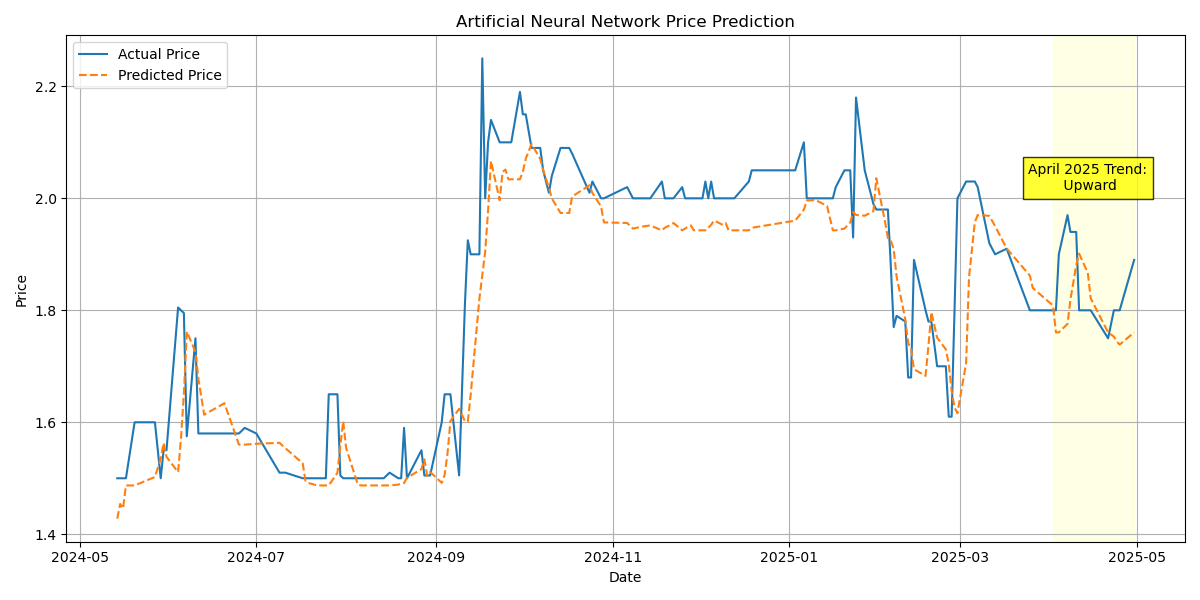 Artificial Neural Network Price Prediction
Actual Price
Predicted Price
April 2025 Trend:
Upward
Price
2.2
2.0
1.8
1.6
1.4
2024-05
2024-07
2024-09
2024-11
2025-01
2025-03
2025-05
Date